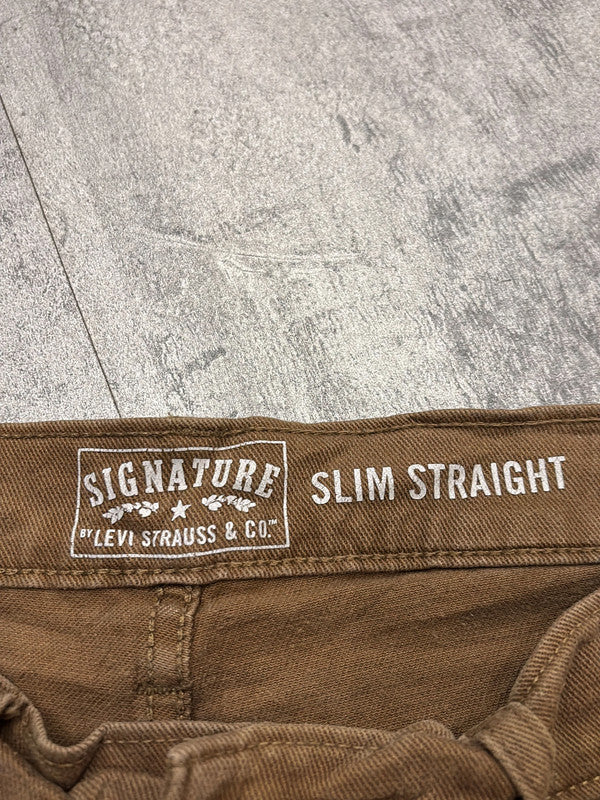 SIGNATURE
BY LEVI STRAUSS & CO.™
SLIM STRAIGHT